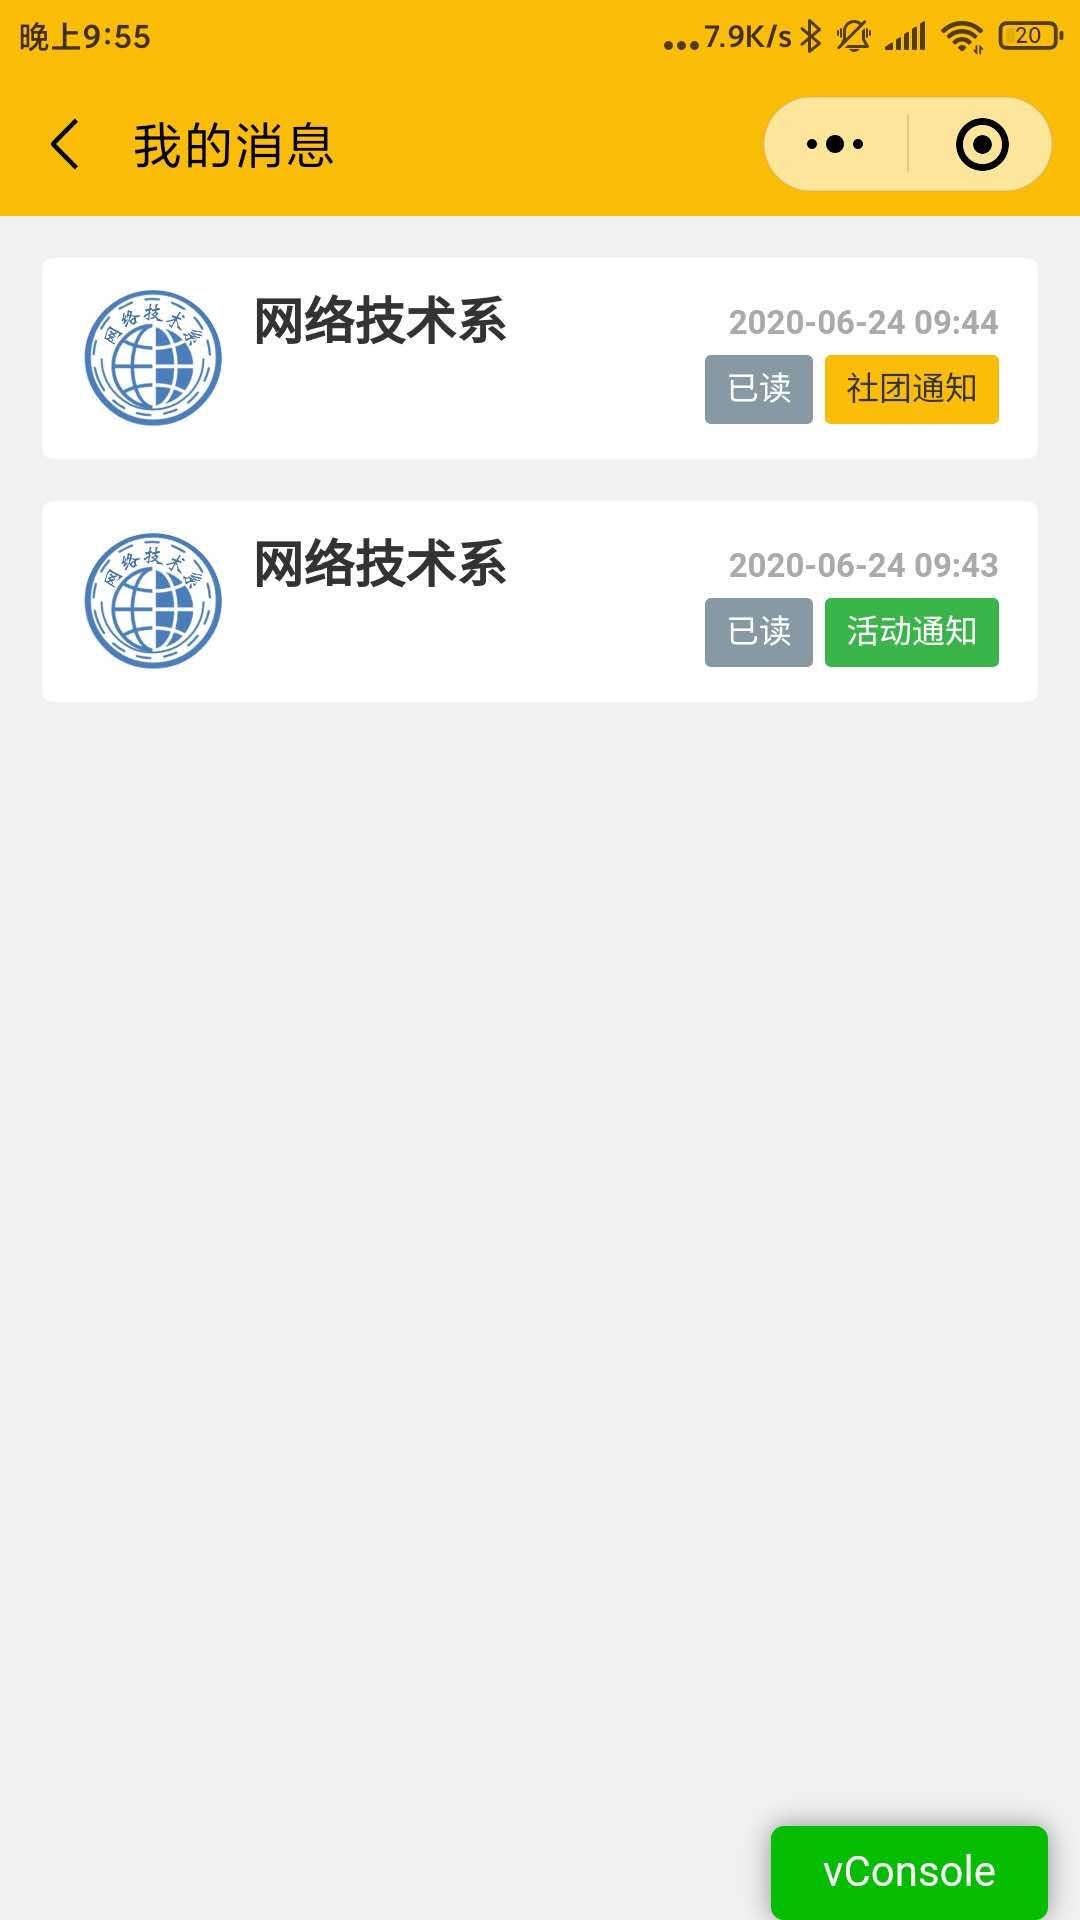 晚上9:55
...7.9K/s
20
我的消息
网络技术系
网络技术系
2020-06-24 09:44
已读 社团通知
网络技术系
网络技术系
2020-06-24 09:43
已读 活动通知
vConsole